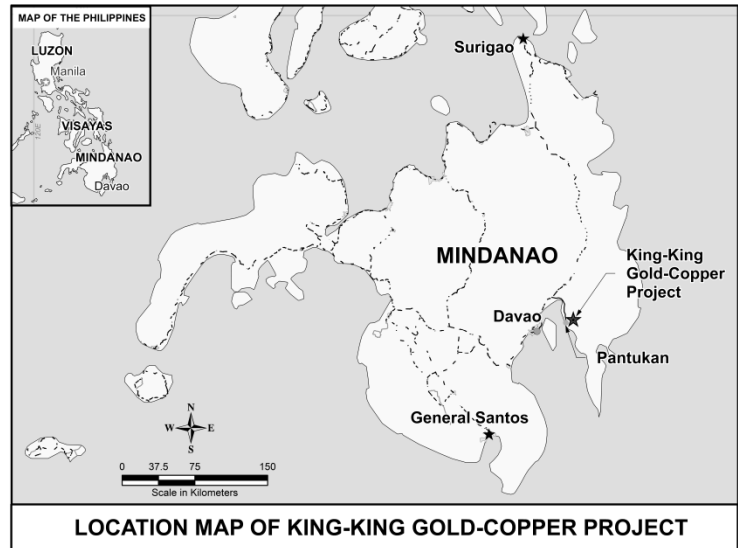 MAP OF THE PHILIPPINES
LUZON
Manila
120E
VISAYAS
MINDANAO
Davao
Surigao
MINDANAO
King-King
Gold-Copper
Project
Davao
Pantukan
General Santos
N
W E
S
0 37.5 75 150
Scale in Kilometers
LOCATION MAP OF KING-KING GOLD-COPPER PROJECT